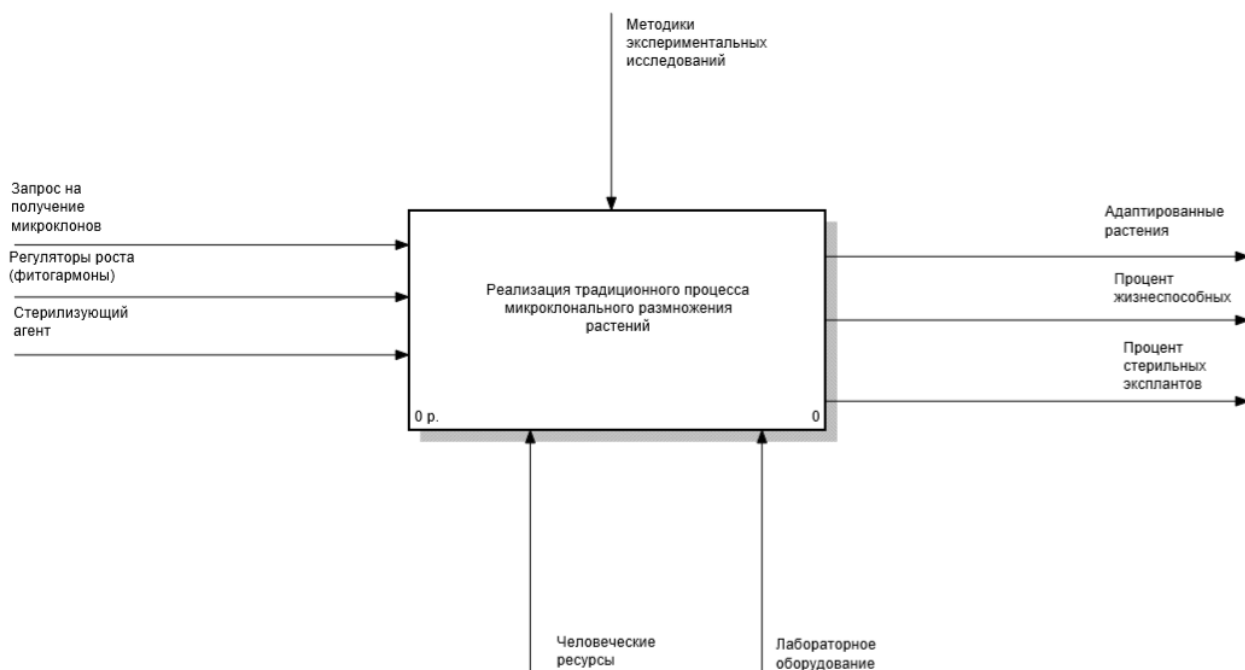 Методики
экспериментальных
исследований
Запрос на
получение
микроклонов
Регуляторы роста
(фитогармоны)
Стерилизующий
агент
Реализация традиционного процесса
микроклонального размножения
растений
0 р.
0
Адаптированные
растения
Процент
жизнеспособных
Процент
стерильных
эксплантов
Человеческие
ресурсы
Лабораторное
оборудование